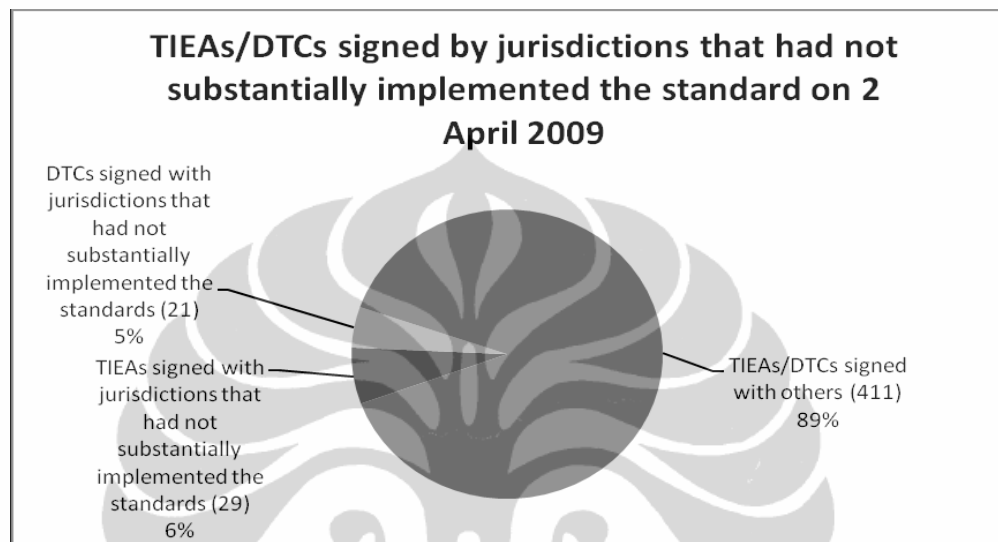 TIEAs/DTCs signed by jurisdictions that had not
substantially implemented the standard on 2
April 2009
DTCs signed with
jurisdictions that
had not
substantially
implemented the
standards (21)
5%
TIEAs signed with
jurisdictions that
had not
substantially
implemented the
standards (29)
6%
TIEAs/DTCs signed
with others (411)
89%